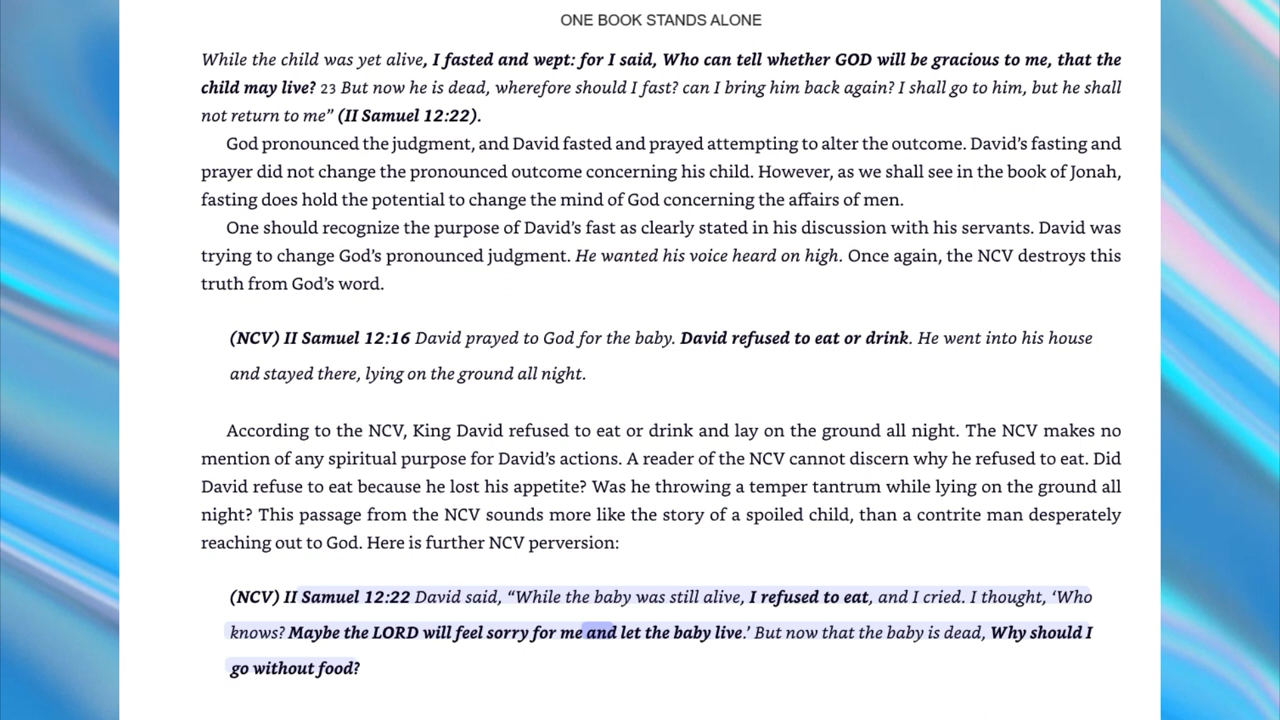 ONE BOOK STANDS ALONE
While the child was yet alive, I fasted and wept: for I said, Who can tell whether GOD will be gracious to me, that the
child may live? 23 But now he is dead, wherefore should I fast? can I bring him back again? I shall go to him, but he shall
not return to me” (II Samuel 12:22).
God pronounced the judgment, and David fasted and prayed attempting to alter the outcome. David’s fasting and
prayer did not change the pronounced outcome concerning his child. However, as we shall see in the book of Jonah,
fasting does hold the potential to change the mind of God concerning the affairs of men.
One should recognize the purpose of David’s fast as clearly stated in his discussion with his servants. David was
trying to change God’s pronounced judgment. He wanted his voice heard on high. Once again, the NCV destroys this
truth from God’s word.
(NCV) II Samuel 12:16 David prayed to God for the baby. David refused to eat or drink. He went into his house
and stayed there, lying on the ground all night.
According to the NCV, King David refused to eat or drink and lay on the ground all night. The NCV makes no
mention of any spiritual purpose for David’s actions. A reader of the NCV cannot discern why he refused to eat. Did
David refuse to eat because he lost his appetite? Was he throwing a temper tantrum while lying on the ground all
night? This passage from the NCV sounds more like the story of a spoiled child, than a contrite man desperately
reaching out to God. Here is further NCV perversion:
(NCV) II Samuel 12:22 David said, “While the baby was still alive, I refused to eat, and I cried. I thought, ‘Who
knows? Maybe the LORD will feel sorry for me and let the baby live.’ But now that the baby is dead, Why should I
go without food?